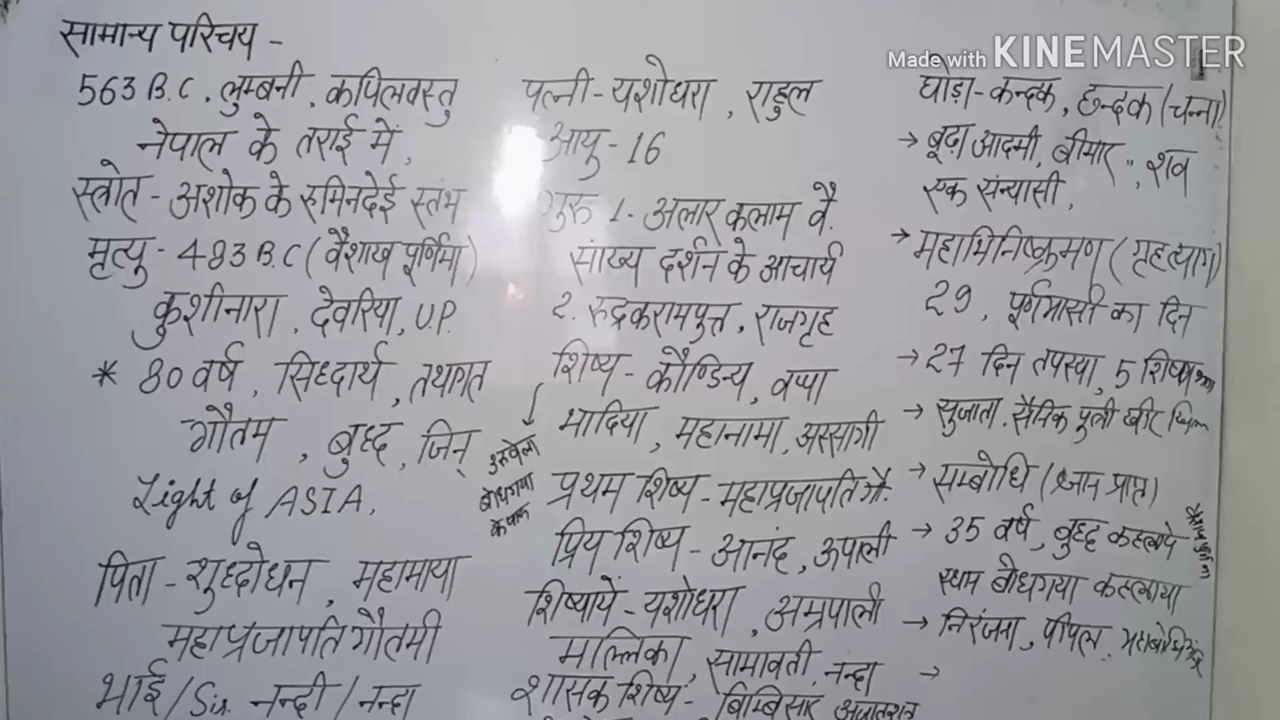 सामान्य परिचय -
563 B.C. लुम्बनी, कपिलवस्तु
नेपाल के तराई में,
स्त्रोत - अशोक के रुमिनदेई स्तंभ
मृत्यु - 483 B.C (वैशाख पूर्णिमा)
कुशीनारा, देवरिया, U.P.
* 80 वर्ष, सिध्दार्थ, तथागत
गौतम, बुध्द, जिन्
Light of ASIA.
पिता - शुध्दोधन, महामाया
महाप्रजापति गौतमी
भाई / Sis. नन्दी / नन्दा
पत्नी - यशोधरा, राहुल
आयु - 16
गुरु 1. अलार कलाम वै.
सांख्य दर्शन के आचार्य
2. रुद्रकरामपुत्त, राजगृह
शिष्य - कौण्डिन्य, वप्पा
भादिया, महानामा, अस्सागी
उरुवेला
बोधगया
के पास
प्रथम शिष्य - महाप्रजापति गौ.
प्रिय शिष्य - आनंद, ऊपाली
शिष्यायें - यशोधरा, अम्रपाली
मल्लिका, सामावती, नन्दा
शासक शिष्य - बिम्बिसार अजातशत्रु
Made with KINEMASTER
घोड़ा - कन्दक, छन्दक (चन्ना)
→ बूढ़ा आदमी, बीमार ", शव
एक संन्यासी,
→ महाभिनिष्क्रमण (गृहत्याग)
29, पूर्णमासी का दिन
→ 27 दिन तपस्या, 5 शिष्य
→ सुजाता, सैनिक पुत्री खीर
→ सम्बोधि (ज्ञान प्राप्त)
→ 35 वर्ष, बुध्द कहलाये
स्थान बोधगया कहलाया
→ निरंजना, पीपल,
→